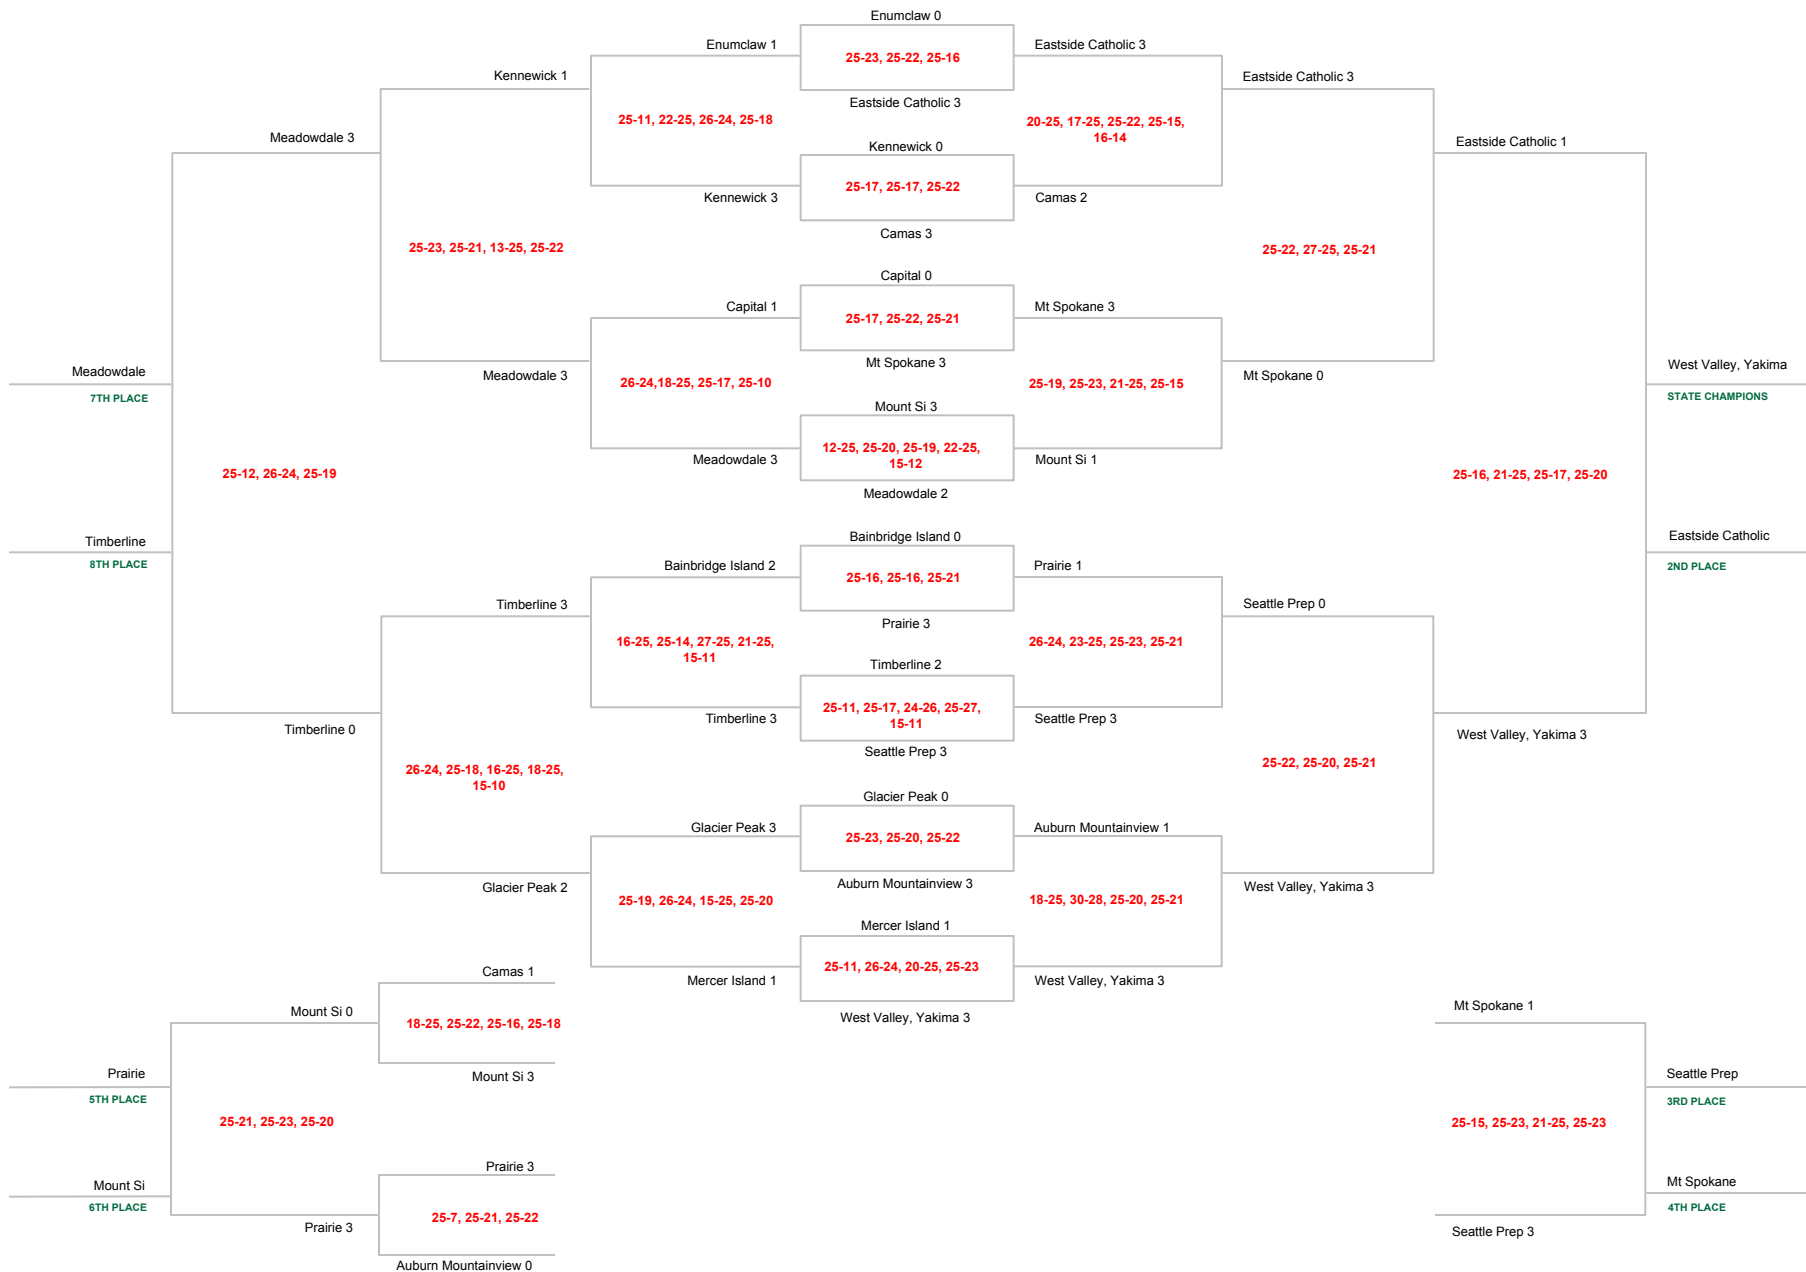 Enumclaw 0
Enumclaw 1
25-23, 25-22, 25-16
Eastside Catholic 3
Kennewick 1
Eastside Catholic 3
Eastside Catholic 3
25-11, 22-25, 26-24, 25-18
20-25, 17-25, 25-22, 25-15,
16-14
Meadowdale 3
Kennewick 0
Eastside Catholic 1
25-17, 25-17, 25-22
Kennewick 3
Camas 2
Camas 3
25-23, 25-21, 13-25, 25-22
25-22, 27-25, 25-21
Capital 0
Capital 1
25-17, 25-22, 25-21
Mt Spokane 3
Mt Spokane 3
Meadowdale
7TH PLACE
Meadowdale 3
26-24,18-25, 25-17, 25-10
25-19, 25-23, 21-25, 25-15
Mt Spokane 0
West Valley, Yakima
STATE CHAMPIONS
Mount Si 3
12-25, 25-20, 25-19, 22-25,
15-12
Meadowdale 3
Mount Si 1
25-12, 26-24, 25-19
25-16, 21-25, 25-17, 25-20
Meadowdale 2
Timberline
8TH PLACE
Bainbridge Island 0
Eastside Catholic
2ND PLACE
Bainbridge Island 2
25-16, 25-16, 25-21
Prairie 1
Timberline 3
Prairie 3
Seattle Prep 0
16-25, 25-14, 27-25, 21-25,
15-11
26-24, 23-25, 25-23, 25-21
Timberline 2
25-11, 25-17, 24-26, 25-27,
15-11
Timberline 3
Seattle Prep 3
Timberline 0
Seattle Prep 3
West Valley, Yakima 3
26-24, 25-18, 16-25, 18-25,
15-10
25-22, 25-20, 25-21
Glacier Peak 0
Glacier Peak 3
25-23, 25-20, 25-22
Auburn Mountainview 1
Glacier Peak 2
Auburn Mountainview 3
West Valley, Yakima 3
25-19, 26-24, 15-25, 25-20
18-25, 30-28, 25-20, 25-21
Mercer Island 1
25-11, 26-24, 20-25, 25-23
Camas 1
Mercer Island 1
West Valley, Yakima 3
Mount Si 0
18-25, 25-22, 25-16, 25-18
West Valley, Yakima 3
Mt Spokane 1
Prairie
5TH PLACE
Mount Si 3
Seattle Prep
3RD PLACE
25-21, 25-23, 25-20
25-15, 25-23, 21-25, 25-23
Prairie 3
Mount Si
6TH PLACE
Mt Spokane
4TH PLACE
Prairie 3
25-7, 25-21, 25-22
Seattle Prep 3
Auburn Mountainview 0